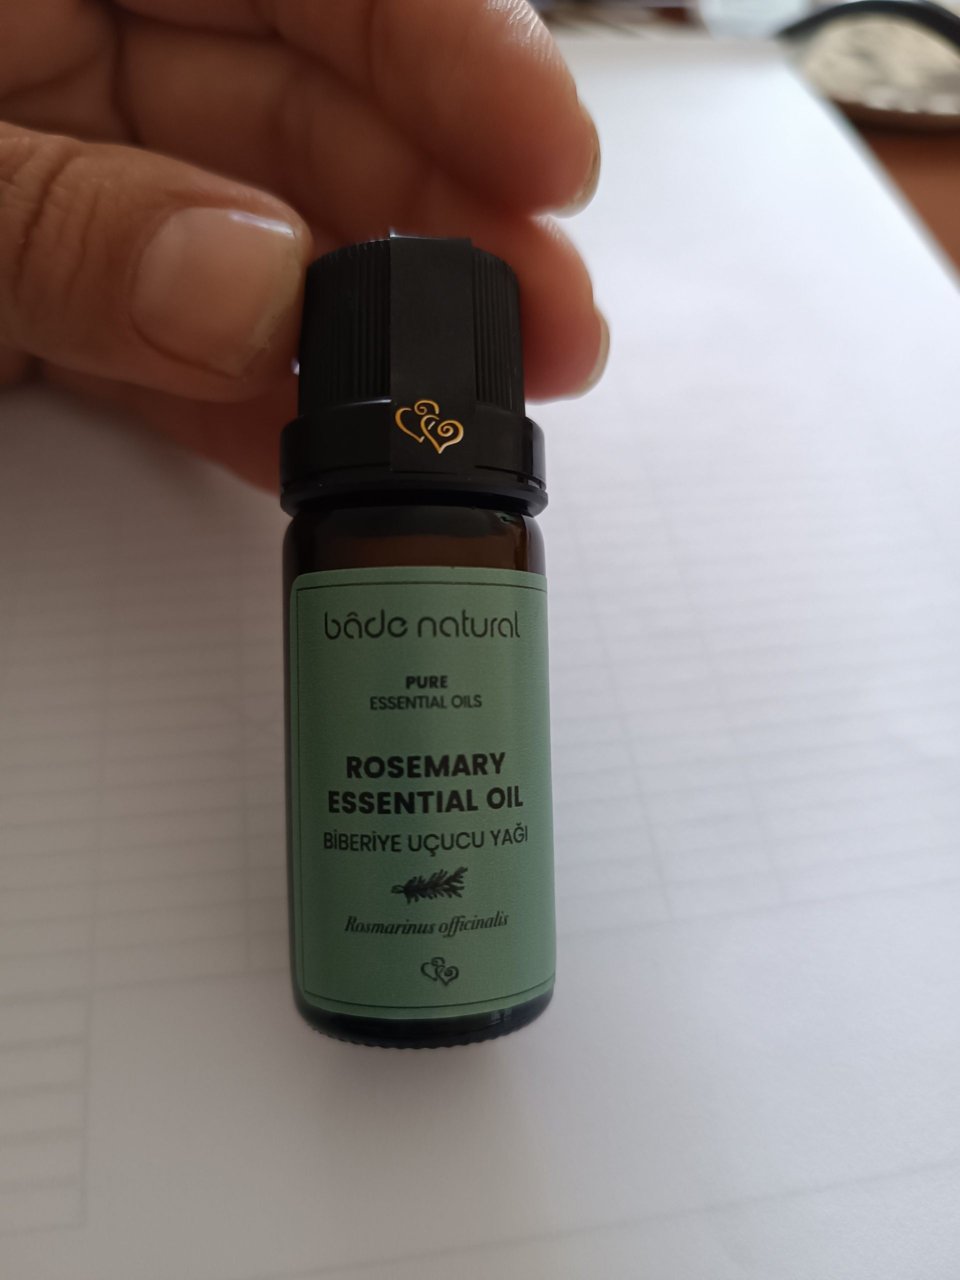 bâde natural
PURE
ESSENTIAL OILS
ROSEMARY
ESSENTIAL OIL
BİBERİYE UÇUCU YAĞI
Rosmarinus officinalis